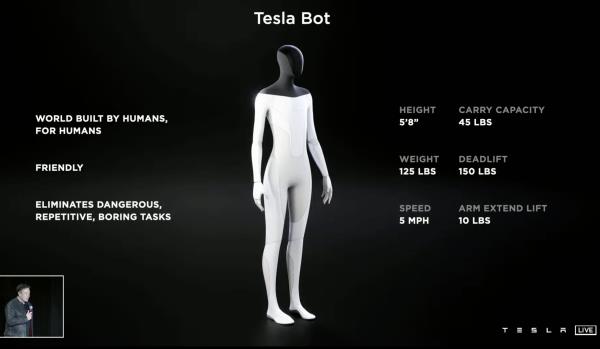 Tesla Bot
WORLD BUILT BY HUMANS,
FOR HUMANS
FRIENDLY
ELIMINATES DANGEROUS,
REPETITIVE, BORING TASKS
HEIGHT
5'8”
CARRY CAPACITY
45 LBS
WEIGHT
125 LBS
DEADLIFT
150 LBS
SPEED
5 MPH
ARM EXTEND LIFT
10 LBS
TESLA LIVE